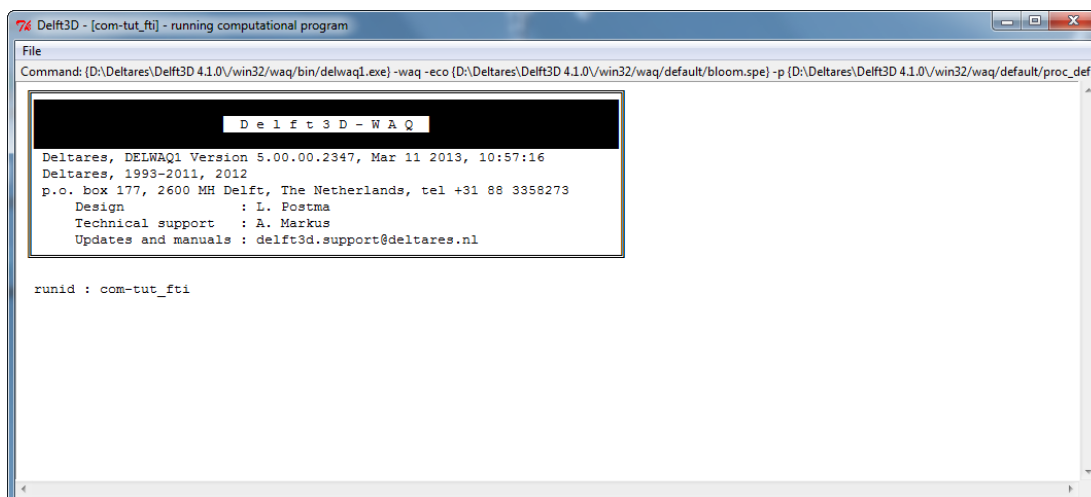 Delft3D - [com-tut_fti] - running computational program
File
Command: {D:\Deltares\Delft3D 4.1.0\/win32/waq/bin/delwaq1.exe} -waq -eco {D:\Deltares\Delft3D 4.1.0\/win32/waq/default/bloom.spe} -p {D:\Deltares\Delft3D 4.1.0\/win32/waq/default/proc_def
D e l f t 3 D - W A Q
Deltares, DELWAQ1 Version 5.00.00.2347, Mar 11 2013, 10:57:16
Deltares, 1993-2011, 2012
p.o. box 177, 2600 MH Delft, The Netherlands, tel +31 88 3358273
Design : L. Postma
Technical support : A. Markus
Updates and manuals : delft3d.support@deltares.nl
runid : com-tut_fti